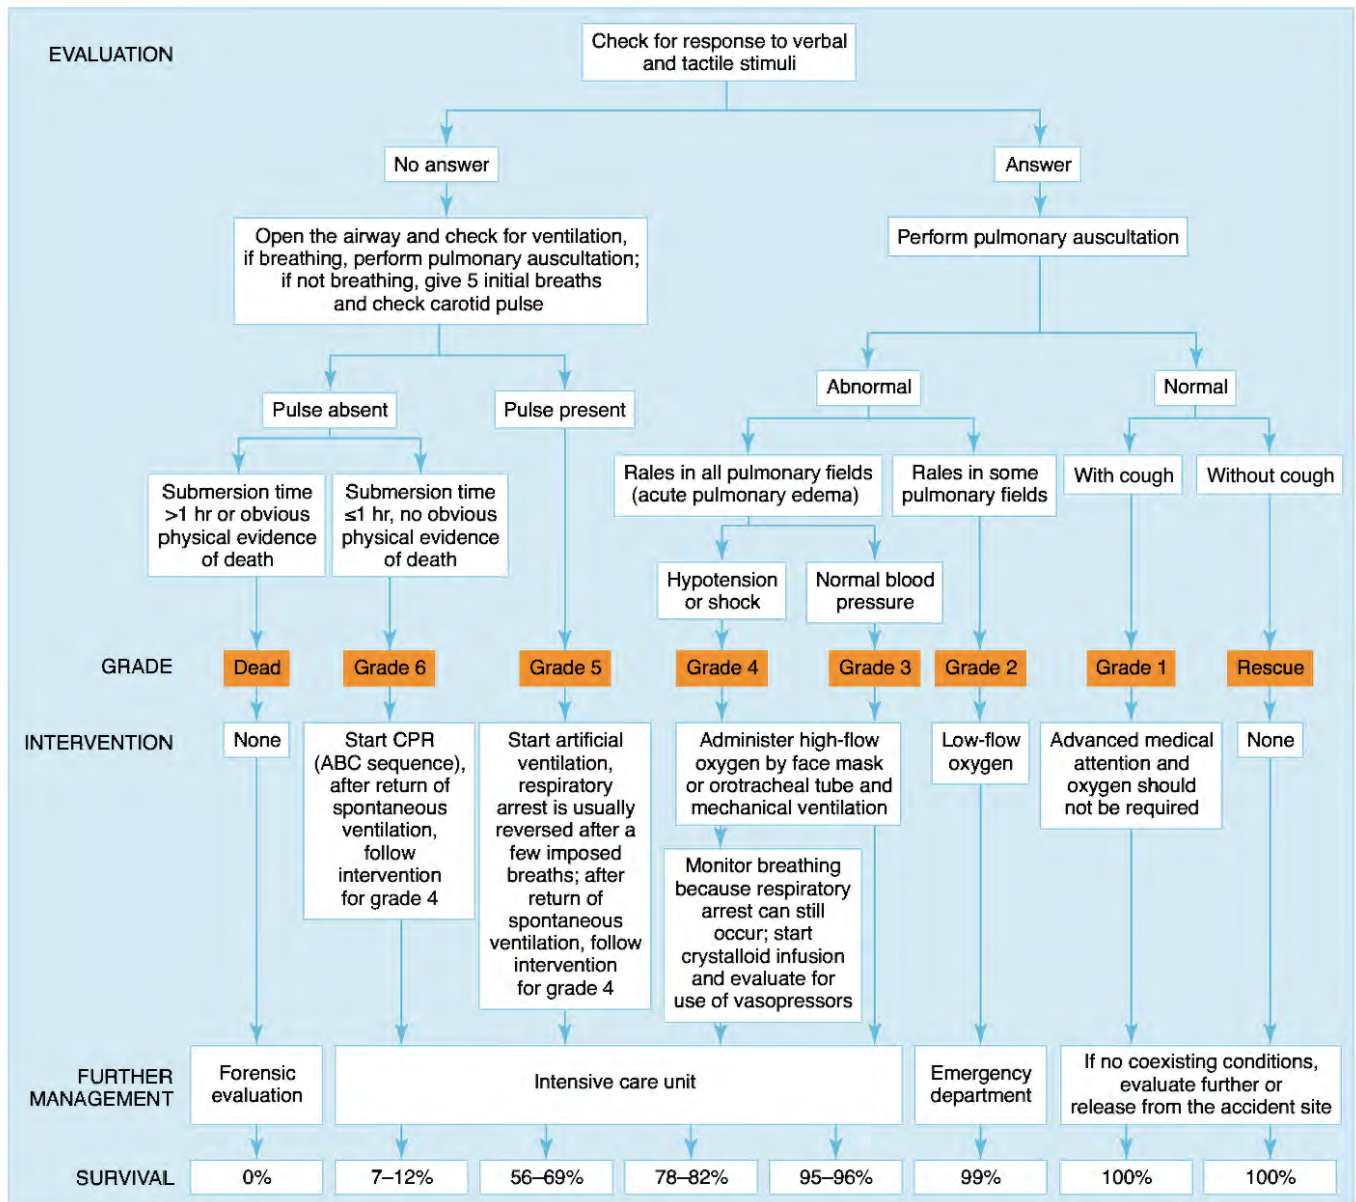 EVALUATION
Check for response to verbal
and tactile stimuli
No answer
Answer
Open the airway and check for ventilation,
if breathing, perform pulmonary auscultation;
if not breathing, give 5 initial breaths
and check carotid pulse
Perform pulmonary auscultation
Pulse absent
Pulse present
Abnormal
Normal
Submersion time
>1 hr or obvious
physical evidence
of death
Submersion time
≤1 hr, no obvious
physical evidence
of death
Rales in all pulmonary fields
(acute pulmonary edema)
Rales in some
pulmonary fields
With cough
Without cough
Hypotension
or shock
Normal blood
pressure
GRADE
Dead
Grade 6
Grade 5
Grade 4
Grade 3
Grade 2
Grade 1
Rescue
INTERVENTION
None
Start CPR
(ABC sequence),
after return of
spontaneous
ventilation,
follow
intervention
for grade 4
Start artificial
ventilation,
respiratory
arrest is usually
reversed after a
few imposed
breaths; after
return of
spontaneous
ventilation, follow
intervention
for grade 4
Administer high-flow
oxygen by face mask
or orotracheal tube and
mechanical ventilation
Monitor breathing
because respiratory
arrest can still
occur; start
crystalloid infusion
and evaluate for
use of vasopressors
Low-flow
oxygen
Advanced medical
attention and
oxygen should
not be required
None
FURTHER
MANAGEMENT
Forensic
evaluation
Intensive care unit
Emergency
department
If no coexisting conditions,
evaluate further or
release from the accident site
SURVIVAL
0%
7–12%
56–69%
78–82%
95–96%
99%
100%
100%